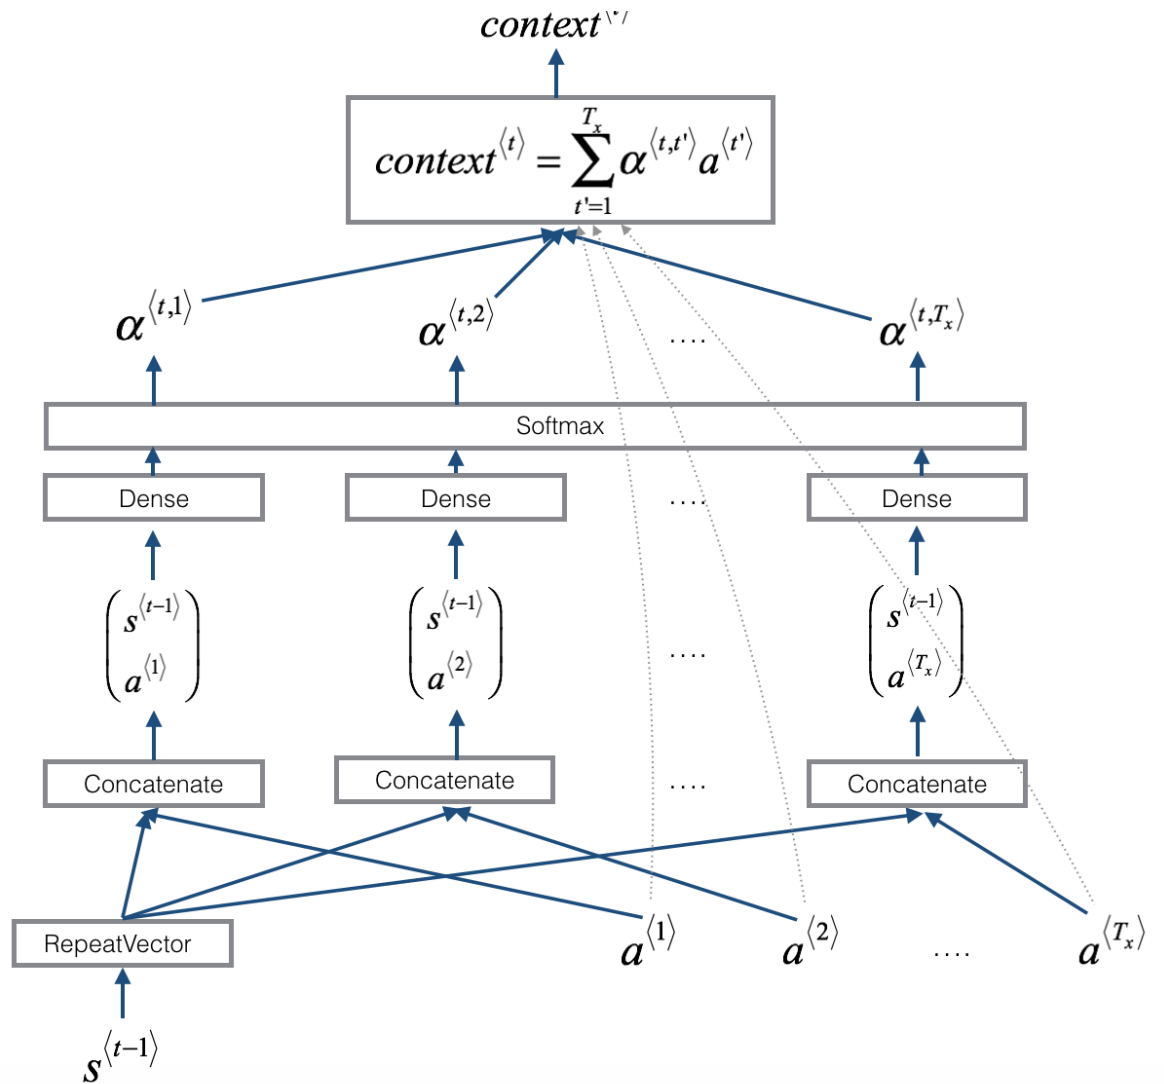 context⟨t⟩
context⟨t⟩ = ∑ t'=1 T_x α⟨t,t'⟩ a⟨t'⟩
α⟨t,1⟩ α⟨t,2⟩ .... α⟨t,T_x⟩
Softmax
Dense Dense .... Dense
s⟨t−1⟩ s⟨t−1⟩ s⟨t−1⟩
....
a⟨1⟩ a⟨2⟩ a⟨T_x⟩
Concatenate Concatenate .... Concatenate
RepeatVector a⟨1⟩ a⟨2⟩ .... a⟨T_x⟩
s⟨t−1⟩